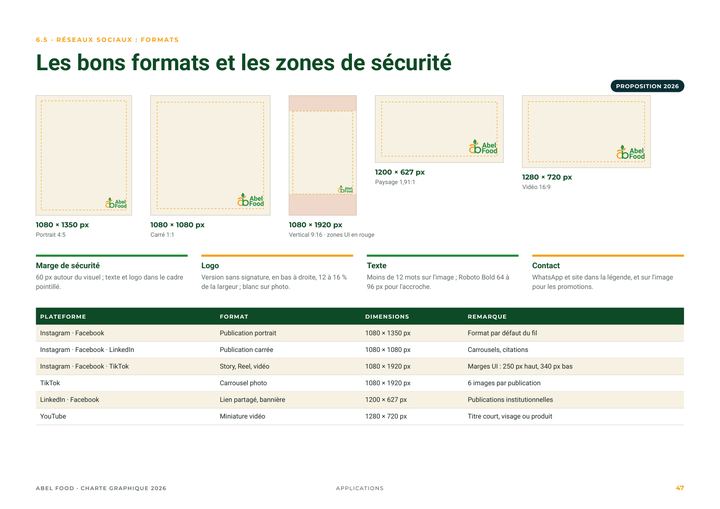 6.5 - RÉSEAUX SOCIAUX : FORMATS
Les bons formats et les zones de sécurité
PROPOSITION 2026
Abel Food
Abel Food
Abel Food
Abel Food
Abel Food
1080 × 1350 px
Portrait 4:5
1080 × 1080 px
Carré 1:1
1080 × 1920 px
Vertical 9:16 · zones UI en rouge
1200 × 627 px
Paysage 1,91:1
1280 × 720 px
Vidéo 16:9
Marge de sécurité
60 px autour du visuel ; texte et logo dans le cadre
pointillé.
Logo
Version sans signature, en bas à droite, 12 à 16 %
de la largeur ; blanc sur photo.
Texte
Moins de 12 mots sur l'image ; Roboto Bold 64 à
96 px pour l'accroche.
Contact
WhatsApp et site dans la légende, et sur l'image
pour les promotions.
PLATEFORME FORMAT DIMENSIONS REMARQUE
Instagram · Facebook Publication portrait 1080 × 1350 px Format par défaut du fil
Instagram · Facebook · LinkedIn Publication carrée 1080 × 1080 px Carrousels, citations
Instagram · Facebook · TikTok Story, Reel, vidéo 1080 × 1920 px Marges UI : 250 px haut, 340 px bas
TikTok Carrousel photo 1080 × 1920 px 6 images par publication
LinkedIn · Facebook Lien partagé, bannière 1200 × 627 px Publications institutionnelles
YouTube Miniature vidéo 1280 × 720 px Titre court, visage ou produit
ABEL FOOD · CHARTE GRAPHIQUE 2026
APPLICATIONS
47